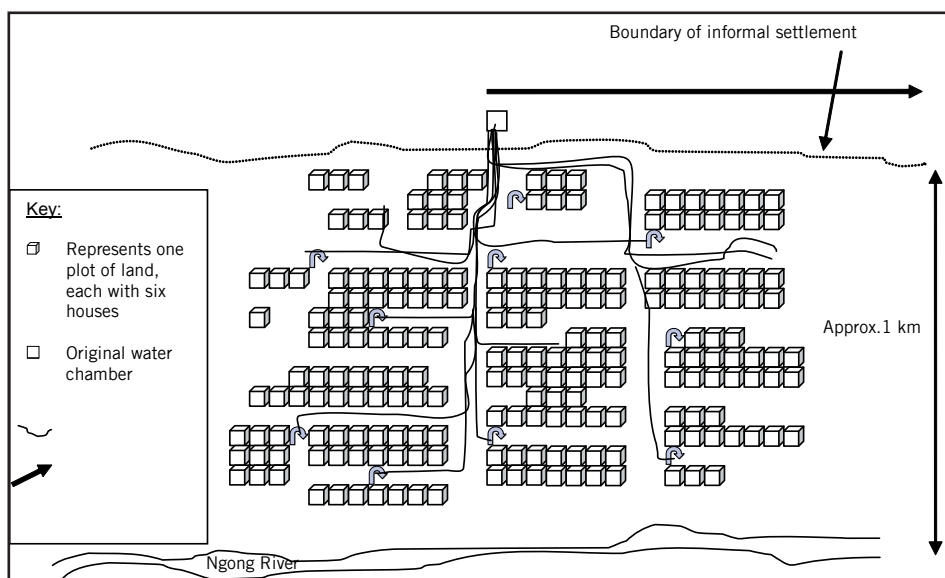 Boundary of informal settlement
Key:
Represents one
plot of land,
each with six
houses
Original water
chamber
Approx.1 km
Ngong River